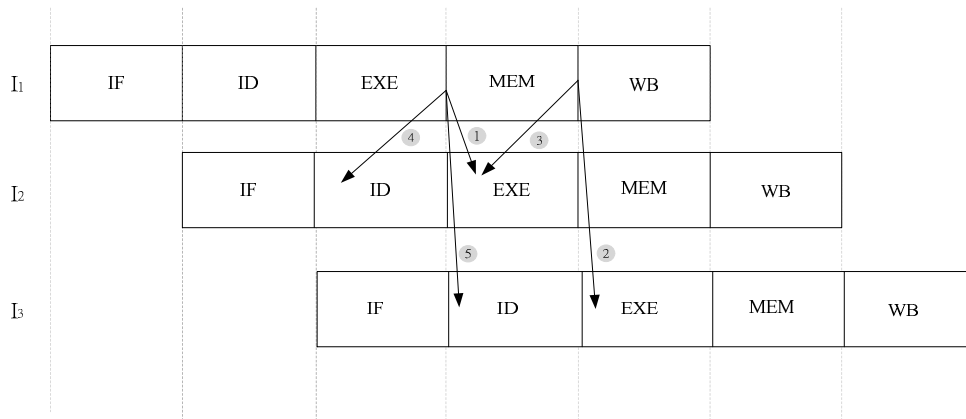 I1 IF ID EXE MEM WB
4 1 3
I2 IF ID EXE MEM WB
5 2
I3 IF ID EXE MEM WB